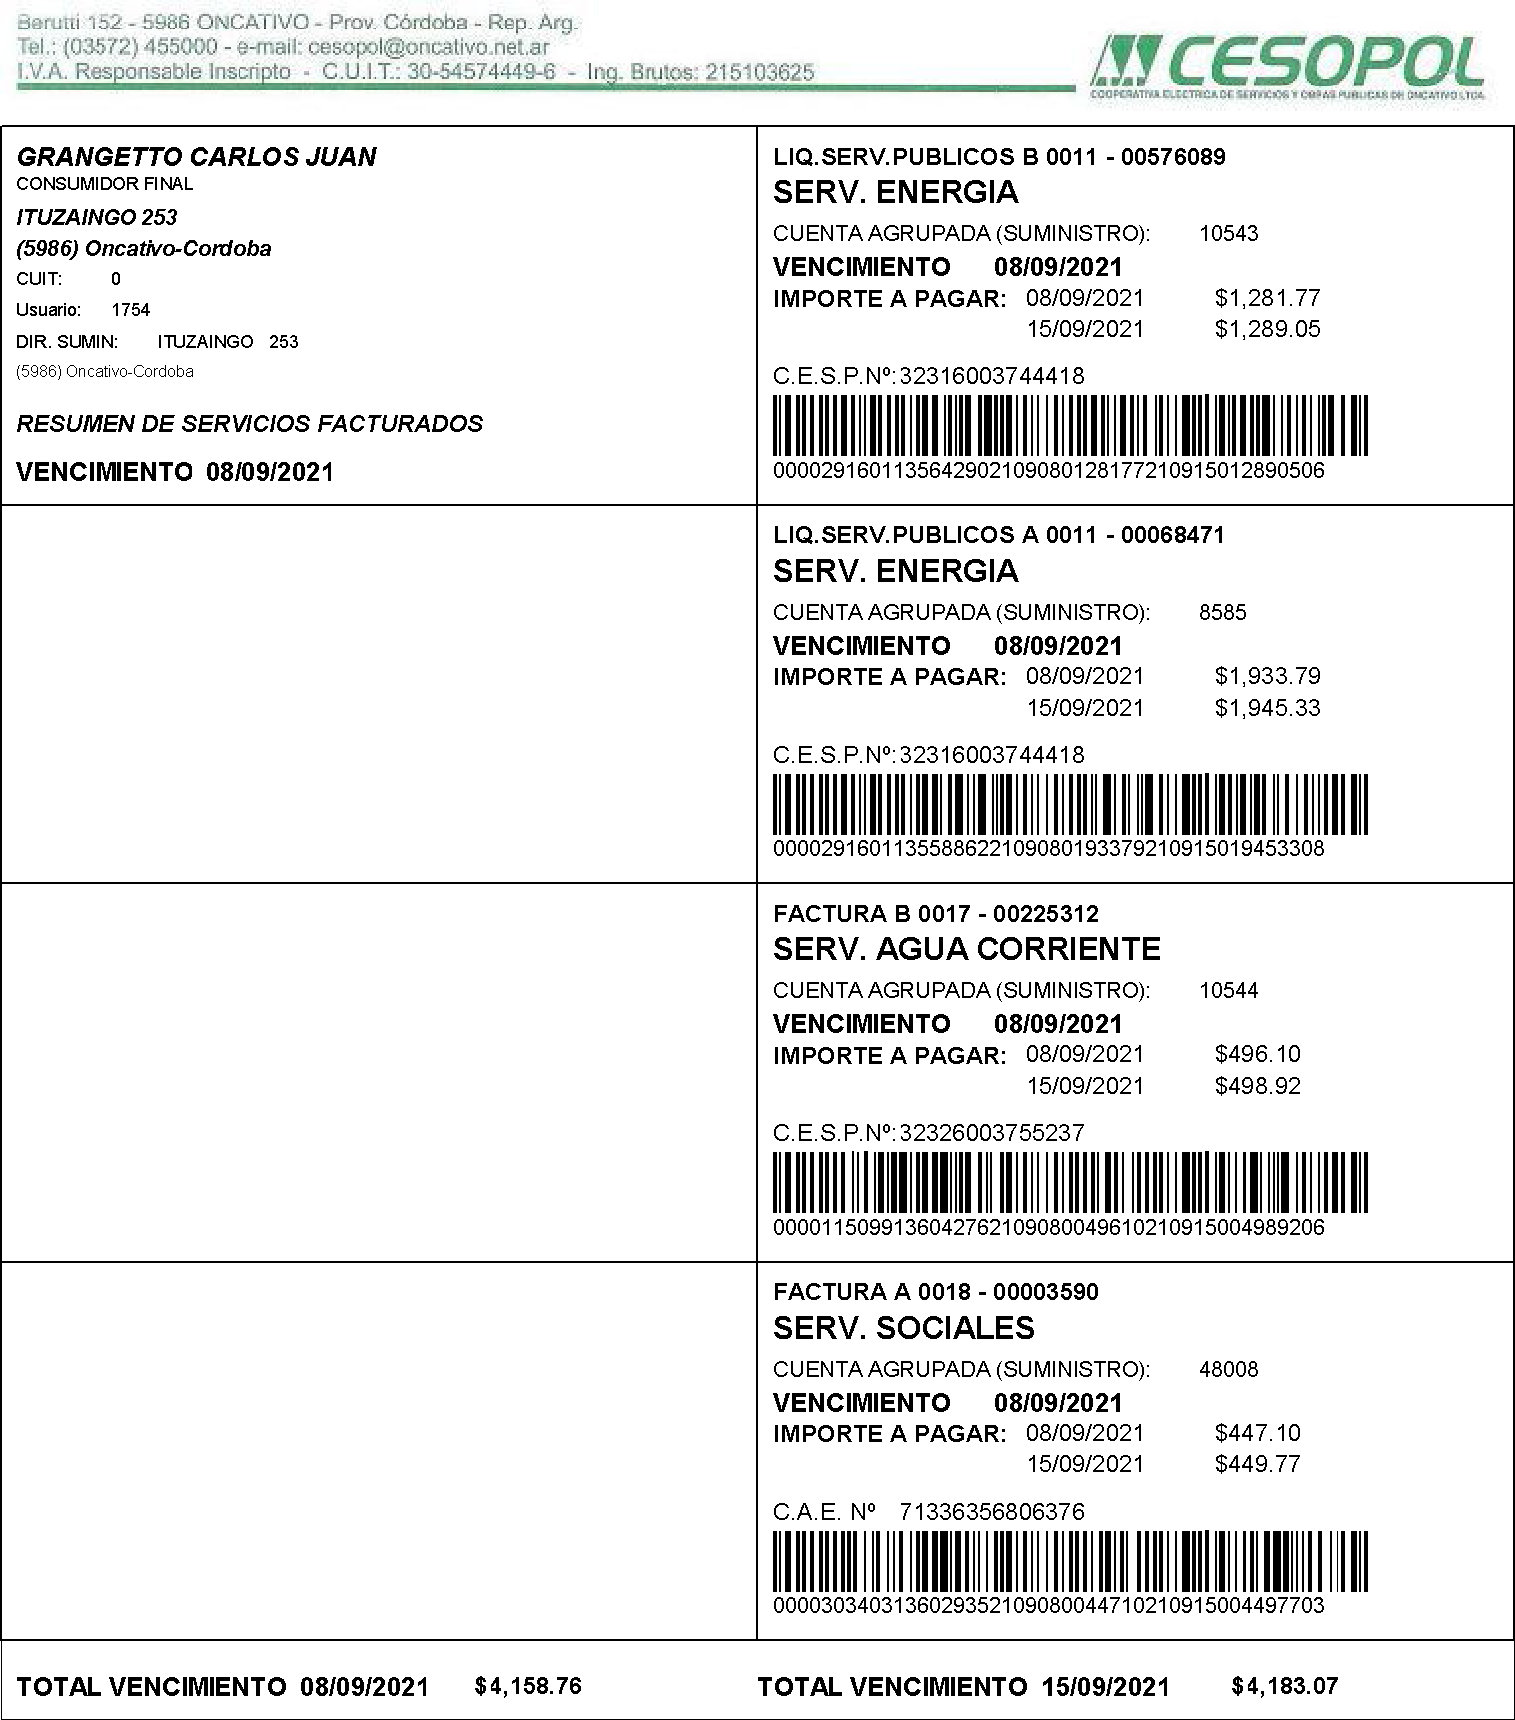 Berutti 152 - 5986 ONCATIVO - Prov. Córdoba - Rep. Arg.
Tel.: (03572) 455000 - e-mail: cesopol@oncativo.net.ar
I.V.A. Responsable Inscripto - C.U.I.T.: 30-54574449-6 - Ing. Brutos: 215103625
CESOPOL
COOPERATIVA ELECTRICA DE SERVICIOS Y OBRAS PUBLICAS DE ONCATIVO LTDA.
GRANGETTO CARLOS JUAN
CONSUMIDOR FINAL
ITUZAINGO 253
(5986) Oncativo-Cordoba
CUIT: 0
Usuario: 1754
DIR. SUMIN: ITUZAINGO 253
(5986) Oncativo-Cordoba
RESUMEN DE SERVICIOS FACTURADOS
VENCIMIENTO 08/09/2021
LIQ.SERV.PUBLICOS B 0011 - 00576089
SERV. ENERGIA
CUENTA AGRUPADA (SUMINISTRO): 10543
VENCIMIENTO 08/09/2021
IMPORTE A PAGAR: 08/09/2021 $1,281.77
15/09/2021 $1,289.05
C.E.S.P.Nº: 32316003744418
0000291601135642902109080128177210915012890506
LIQ.SERV.PUBLICOS A 0011 - 00068471
SERV. ENERGIA
CUENTA AGRUPADA (SUMINISTRO): 8585
VENCIMIENTO 08/09/2021
IMPORTE A PAGAR: 08/09/2021 $1,933.79
15/09/2021 $1,945.33
C.E.S.P.Nº: 32316003744418
0000291601135588622109080193379210915019453308
FACTURA B 0017 - 00225312
SERV. AGUA CORRIENTE
CUENTA AGRUPADA (SUMINISTRO): 10544
VENCIMIENTO 08/09/2021
IMPORTE A PAGAR: 08/09/2021 $496.10
15/09/2021 $498.92
C.E.S.P.Nº: 32326003755237
0000115099136042762109080049610210915004989206
FACTURA A 0018 - 00003590
SERV. SOCIALES
CUENTA AGRUPADA (SUMINISTRO): 48008
VENCIMIENTO 08/09/2021
IMPORTE A PAGAR: 08/09/2021 $447.10
15/09/2021 $449.77
C.A.E. Nº 71336356806376
0000303403136029352109080044710210915004497703
TOTAL VENCIMIENTO 08/09/2021 $4,158.76 TOTAL VENCIMIENTO 15/09/2021 $4,183.07